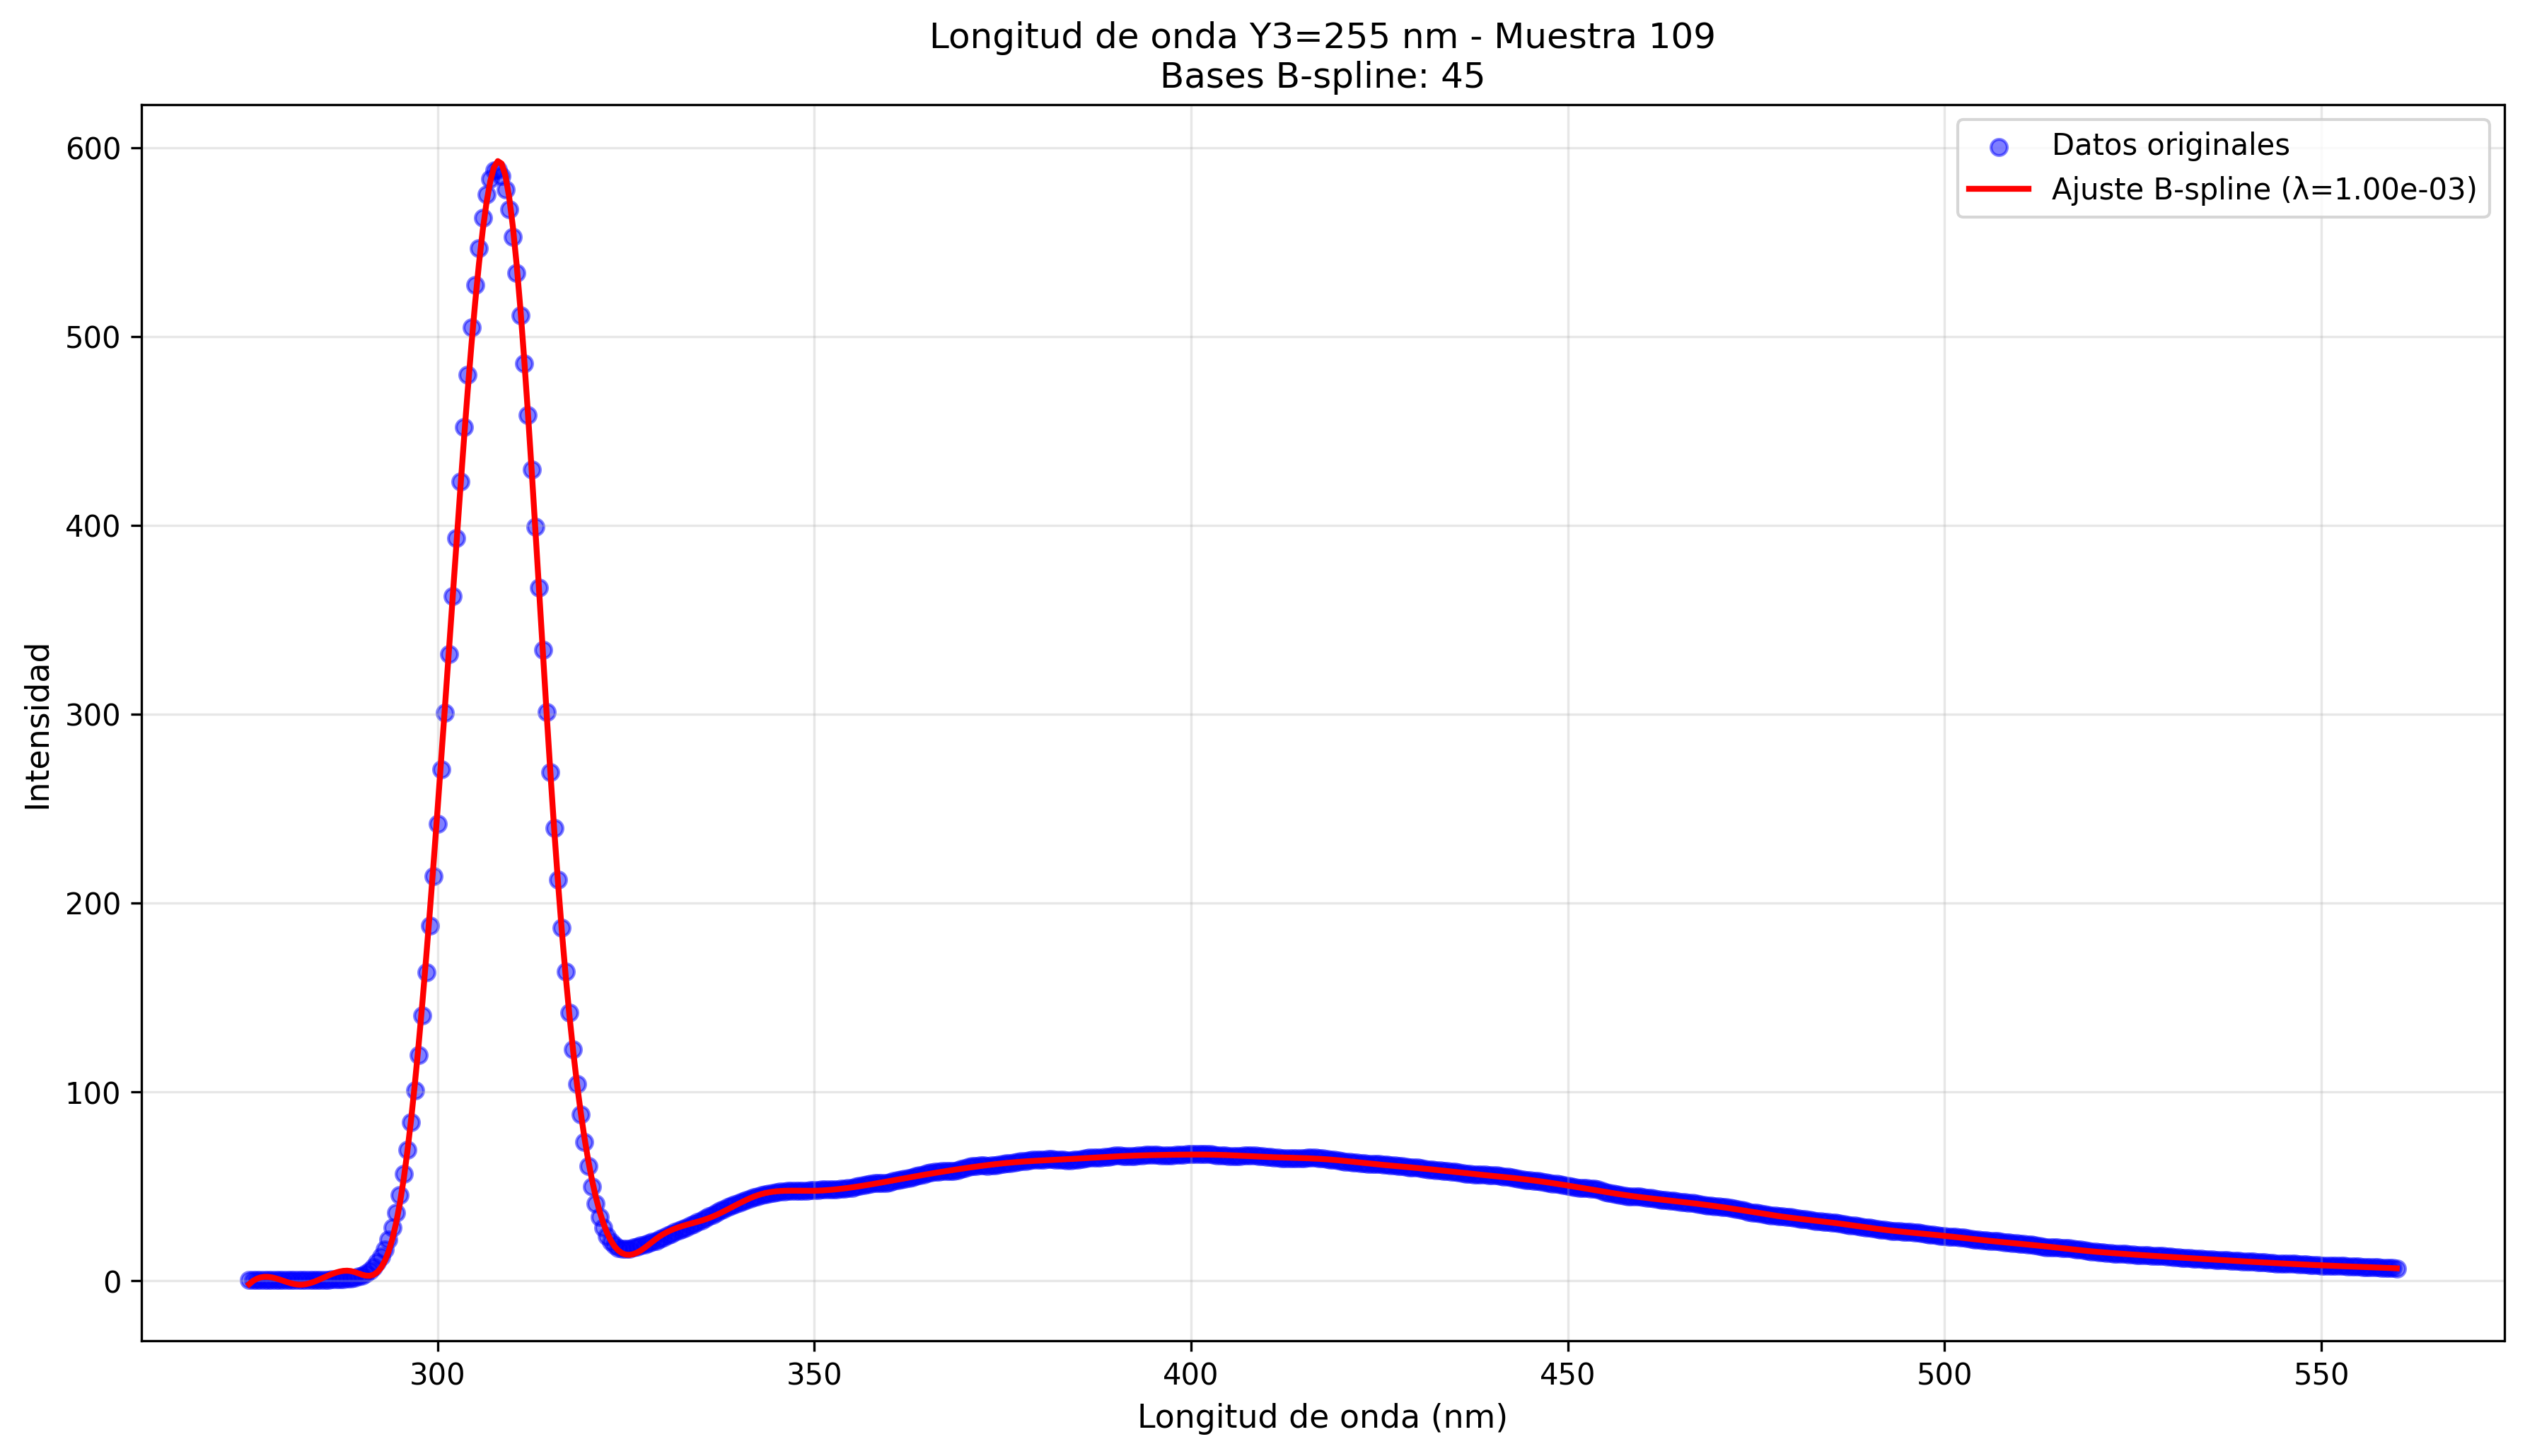 Longitud de onda Y3=255 nm - Muestra 109
Bases B-spline: 45
Datos originales
Ajuste B-spline (λ=1.00e-03)
Intensidad
600
500
400
300
200
100
0
300 350 400 450 500 550
Longitud de onda (nm)